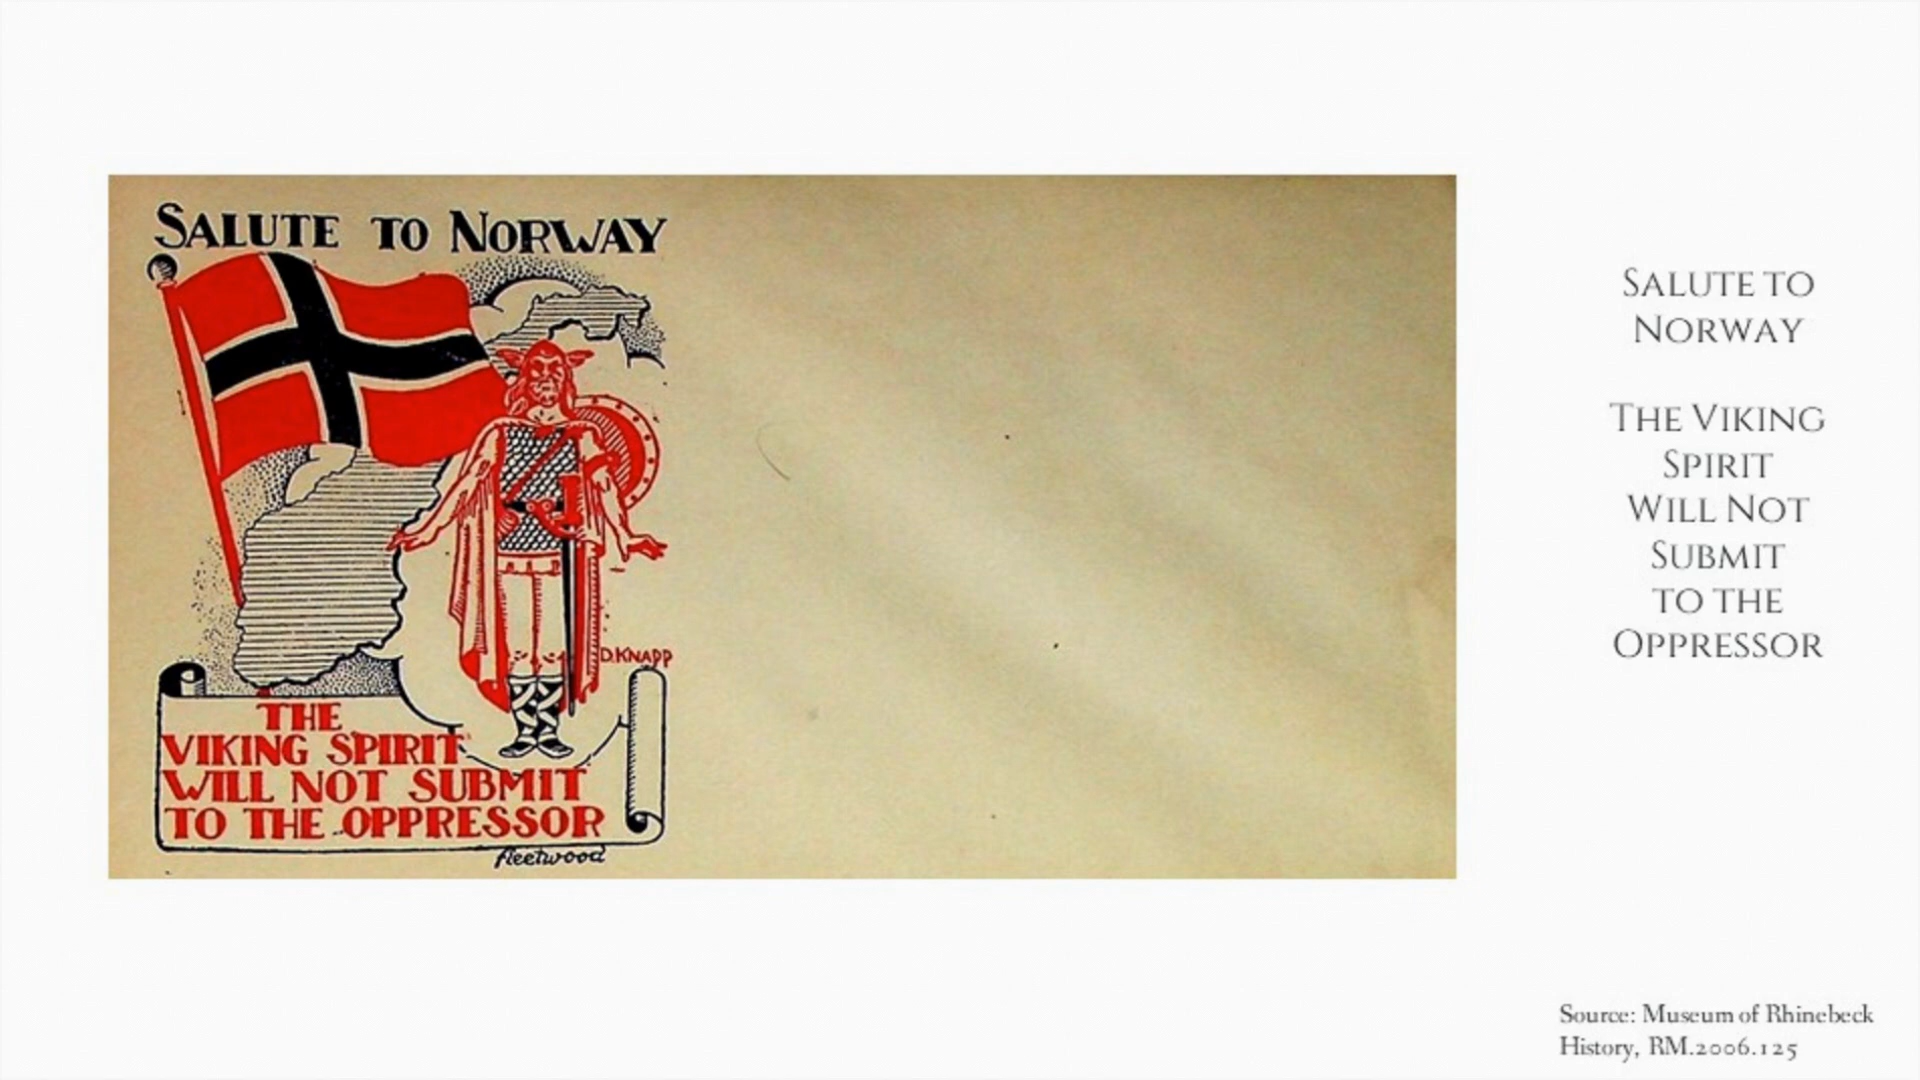 SALUTE TO NORWAY
D.KNAPP
THE
VIKING SPIRIT
WILL NOT SUBMIT
TO THE OPPRESSOR
fleetwood
SALUTE TO
NORWAY
THE VIKING
SPIRIT
WILL NOT
SUBMIT
TO THE
OPPRESSOR
Source: Museum of Rhinebeck
History, RM.2006.125